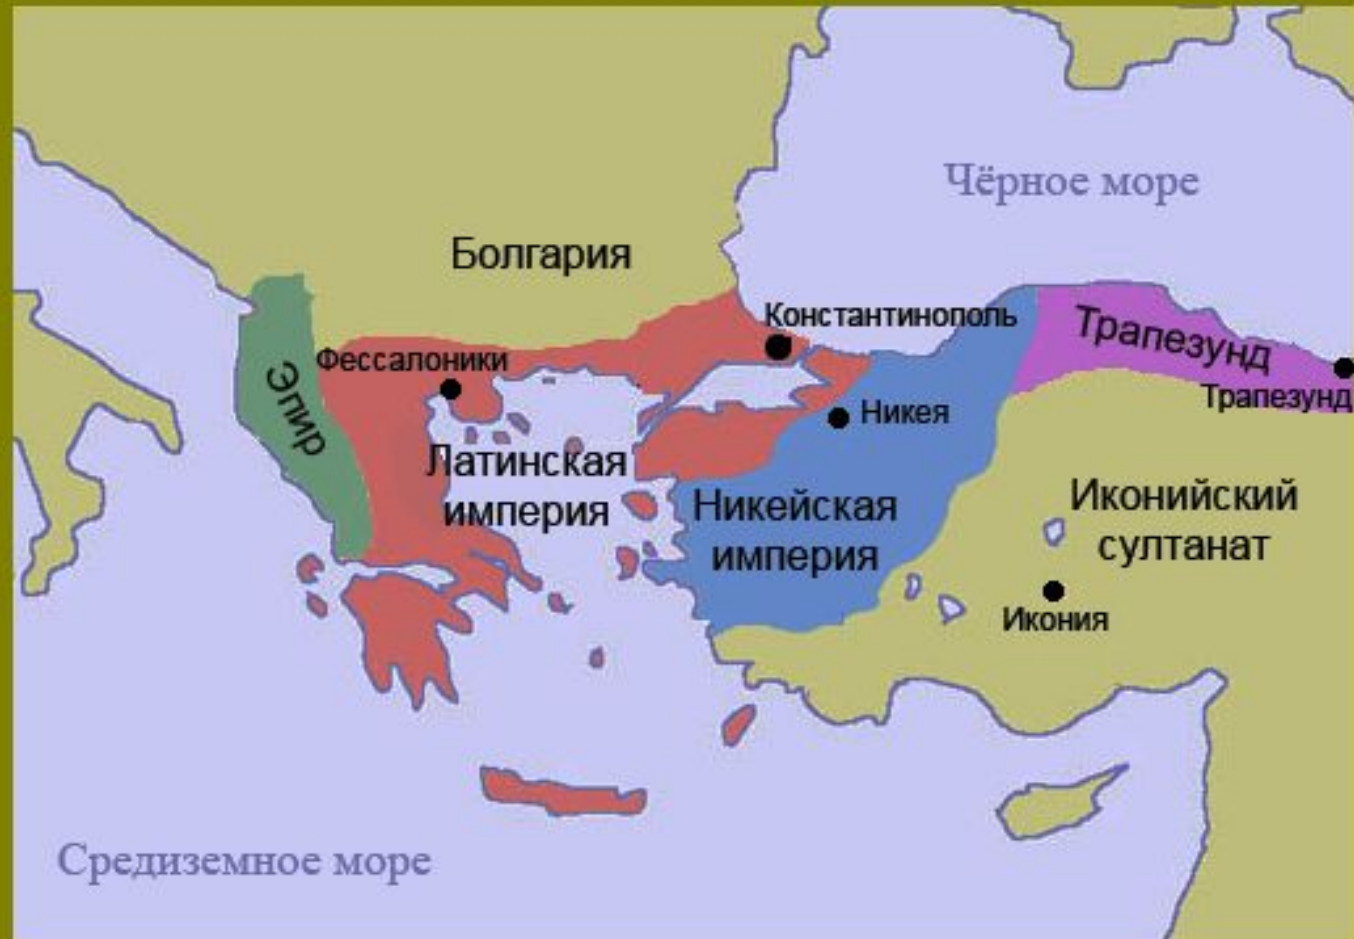 Чёрное море
Болгария
Константинополь
Трапезунд
Фессалоники
Эпир
Трапезунд
Никея
Латинская
империя
Никейская
империя
Иконийский
султанат
Икония
Средиземное море